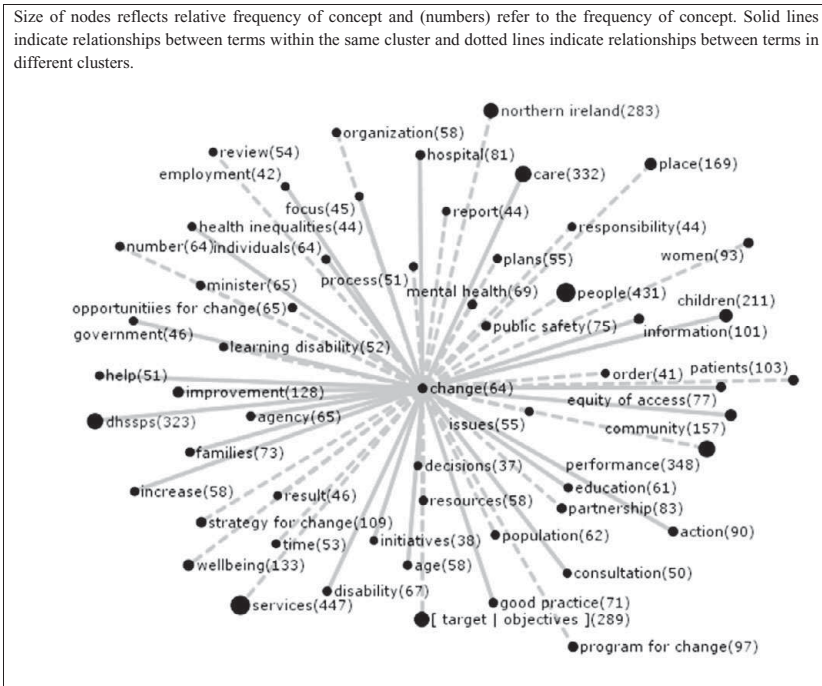 Size of nodes reflects relative frequency of concept and (numbers) refer to the frequency of concept. Solid lines
indicate relationships between terms within the same cluster and dotted lines indicate relationships between terms in
different clusters.
northern ireland(283)
organization(58)
review(54)
hospital(81)
place(169)
employment(42)
care(332)
focus(45)
report(44)
health inequalities(44)
responsibility(44)
number(64)
individuals(64)
women(93)
plans(55)
process(51)
minister(65)
mental health(69)
people(431)
children(211)
opportunitiies for change(65)
public safety(75)
information(101)
government(46)
learning disability(52)
help(51)
order(41)
patients(103)
improvement(128)
change(64)
equity of access(77)
dhssps(323)
agency(65)
issues(55)
community(157)
families(73)
decisions(37)
performance(348)
increase(58)
result(46)
resources(58)
education(61)
partnership(83)
strategy for change(109)
time(53)
initiatives(38)
population(62)
action(90)
wellbeing(133)
age(58)
consultation(50)
disability(67)
services(447)
good practice(71)
[ target | objectives ](289)
program for change(97)